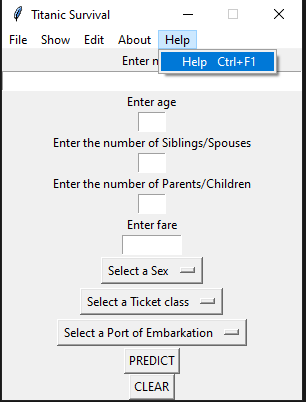 Titanic Survival
File Show Edit About Help
Help Ctrl+F1
Enter
Enter age
Enter the number of Siblings/Spouses
Enter the number of Parents/Children
Enter fare
Select a Sex
Select a Ticket class
Select a Port of Embarkation
PREDICT
CLEAR